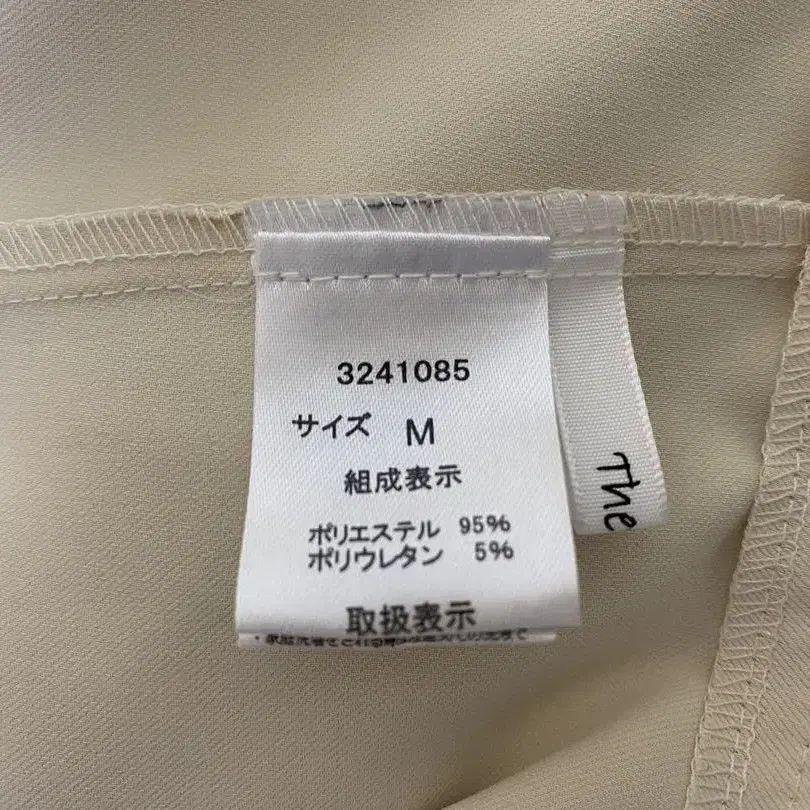 3241085
サイズ M
組成表示
ポリエステル 95%
ポリウレタン 5%
取扱表示
The